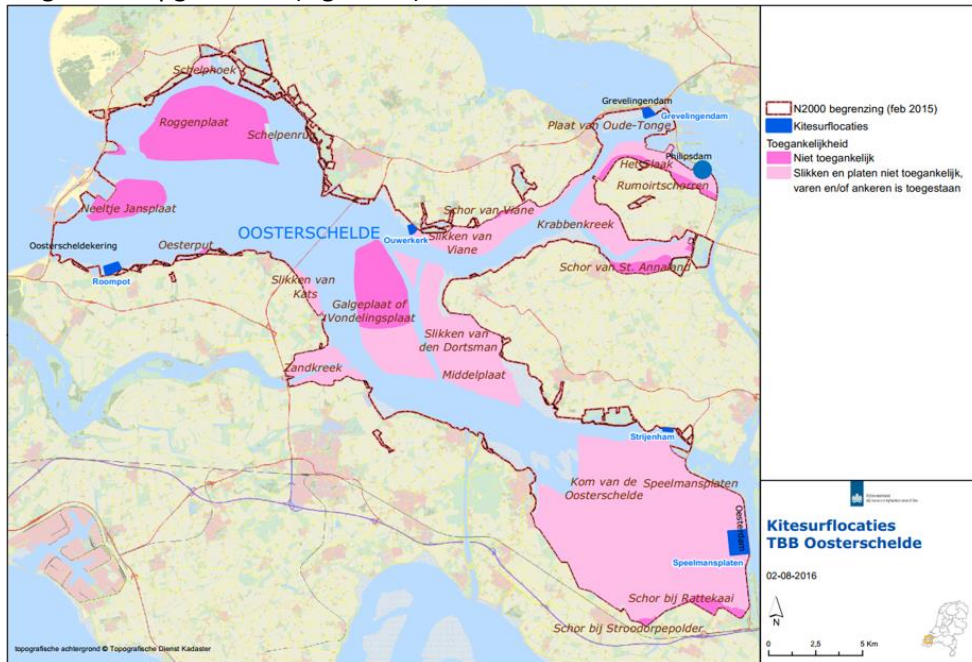 Schelphoek
Roggenplaat
Schelpenrug
Neeltje Jansplaat
Oosterscheldekering
Roompot
Oesterput
OOSTERSCHELDE
Ouwerkerk
Grevelingendam
Grevelingendam
Plaat van Oude-Tonge
Philipsdam
Het Slaak
Rumoirtschorren
Schor van Viane
Krabbenkreek
Slikken van
Viane
Schor van St. Annaland
Slikken van
Kats
Galgeplaat of
Vondelingsplaat
Slikken van
den Dortsman
Zandkreek
Middelplaat
Strijenham
Kom van de
Oosterschelde
Speelmansplaten
Oesterdam
Speelmansplaten
Schor bij Rattekaai
Schor bij Stroodorpepolder
topografische achtergrond © Topografische Dienst Kadaster
N2000 begrenzing (feb 2015)
Kitesurflocaties
Toegankelijkheid
Niet toegankelijk
Slikken en platen niet toegankelijk,
varen en/of ankeren is toegestaan
Kitesurflocaties
TBB Oosterschelde
02-08-2016
N
0 2,5 5 Km